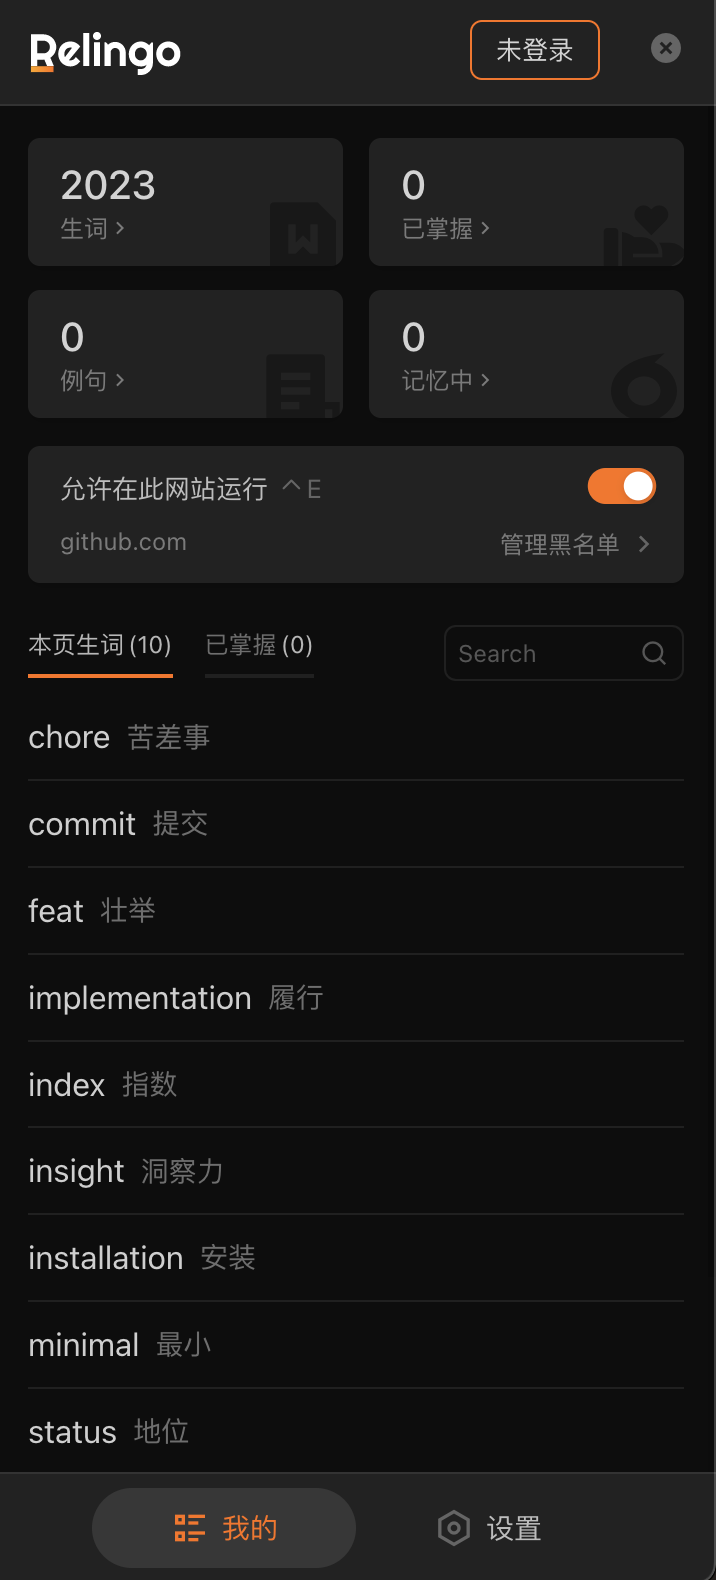 Relingo
未登录
2023
生词
0
已掌握
0
例句
0
记忆中
允许在此网站运行 ^ E
github.com
管理黑名单
本页生词 (10)
已掌握 (0)
Search
chore 苦差事
commit 提交
feat 壮举
implementation 履行
index 指数
insight 洞察力
installation 安装
minimal 最小
status 地位
我的
设置